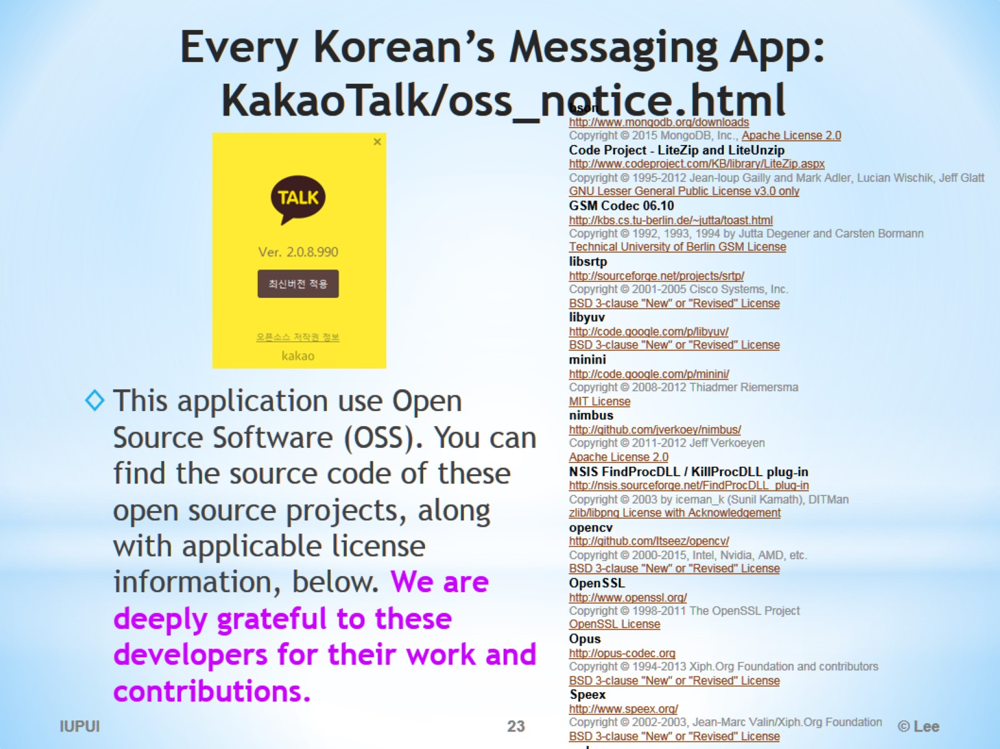 Every Korean’s Messaging App:
KakaoTalk/oss_notice.html
×
TALK
Ver. 2.0.8.990
최신버전 적용
오픈소스 저작권 정보
kakao
This application use Open
Source Software (OSS). You can
find the source code of these
open source projects, along
with applicable license
information, below. We are
deeply grateful to these
developers for their work and
contributions.
bson
http://www.mongodb.org/downloads
Copyright © 2015 MongoDB, Inc., Apache License 2.0
Code Project - LiteZip and LiteUnzip
http://www.codeproject.com/KB/library/LiteZip.aspx
Copyright © 1995-2012 Jean-loup Gailly and Mark Adler, Lucian Wischik, Jeff Glatt
GNU Lesser General Public License v3.0 only
GSM Codec 06.10
http://kbs.cs.tu-berlin.de/~jutta/toast.html
Copyright © 1992, 1993, 1994 by Jutta Degener and Carsten Bormann
Technical University of Berlin GSM License
libsrtp
http://sourceforge.net/projects/srtp/
Copyright © 2001-2005 Cisco Systems, Inc.
BSD 3-clause "New" or "Revised" License
libyuv
http://code.google.com/p/libyuv/
BSD 3-clause "New" or "Revised" License
minini
http://code.google.com/p/minini/
Copyright © 2008-2012 Thiadmer Riemersma
MIT License
nimbus
http://github.com/jverkoey/nimbus/
Copyright © 2011-2012 Jeff Verkoeyen
Apache License 2.0
NSIS FindProcDLL / KillProcDLL plug-in
http://nsis.sourceforge.net/FindProcDLL_plug-in
Copyright © 2003 by iceman_k (Sunil Kamath), DITMan
zlib/libpng License with Acknowledgement
opencv
http://github.com/Itseez/opencv/
Copyright © 2000-2015, Intel, Nvidia, AMD, etc.
BSD 3-clause "New" or "Revised" License
OpenSSL
http://www.openssl.org/
Copyright © 1998-2011 The OpenSSL Project
OpenSSL License
Opus
http://opus-codec.org
Copyright © 1994-2013 Xiph.Org Foundation and contributors
BSD 3-clause "New" or "Revised" License
Speex
http://www.speex.org/
Copyright © 2002-2003, Jean-Marc Valin/Xiph.Org Foundation
BSD 3-clause "New" or "Revised" License
IUPUI
23
© Lee